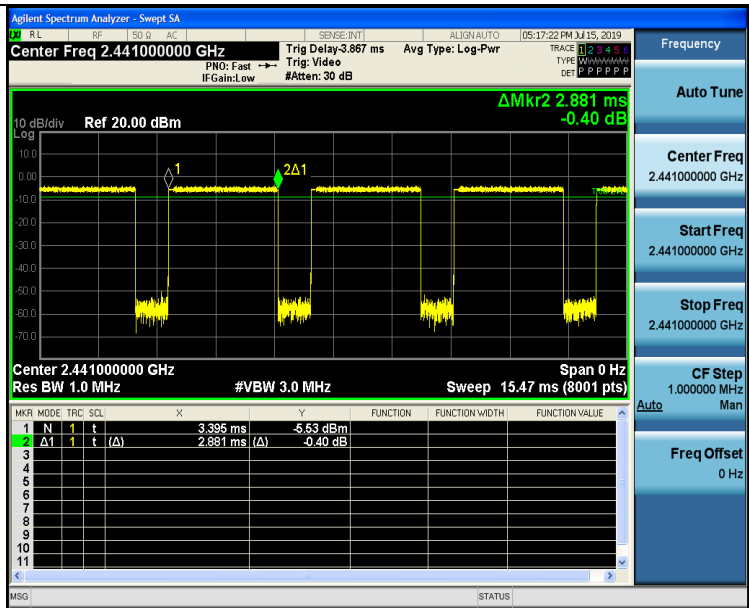 Agilent Spectrum Analyzer - Swept SA
RL RF 50 Ω AC SENSE:INT ALIGN AUTO 05:17:22 PM Jul 15, 2019
Center Freq 2.441000000 GHz
PNO: Fast
IFGain:Low
Trig Delay-3.867 ms
Trig: Video
#Atten: 30 dB
Avg Type: Log-Pwr
TRACE 1 2 3 4 5 6
TYPE
DET P P P P P P
ΔMkr2 2.881 ms
-0.40 dB
10 dB/div Ref 20.00 dBm
Log
10.0
0.00
-10.0
-20.0
-30.0
-40.0
-50.0
-60.0
-70.0
1
2Δ1
Center 2.441000000 GHz Span 0 Hz
Res BW 1.0 MHz #VBW 3.0 MHz Sweep 15.47 ms (8001 pts)
MKR MODE TRC SCL X Y FUNCTION FUNCTION WIDTH FUNCTION VALUE
1 N 1 t 3.395 ms -5.53 dBm
2 Δ1 1 t (Δ) 2.881 ms (Δ) -0.40 dB
3
4
5
6
7
8
9
10
11
MSG STATUS
Frequency
Auto Tune
Center Freq
2.441000000 GHz
Start Freq
2.441000000 GHz
Stop Freq
2.441000000 GHz
CF Step
1.000000 MHz
Auto Man
Freq Offset
0 Hz